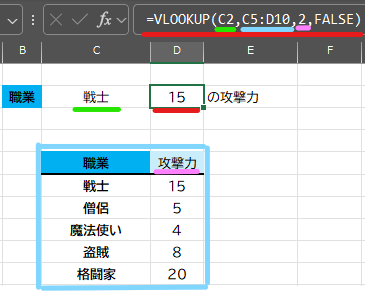 fx =VLOOKUP(C2,C5:D10,2,FALSE)
B C D E F
職業 戦士 15 の攻撃力
職業 攻撃力
戦士 15
僧侶 5
魔法使い 4
盗賊 8
格闘家 20